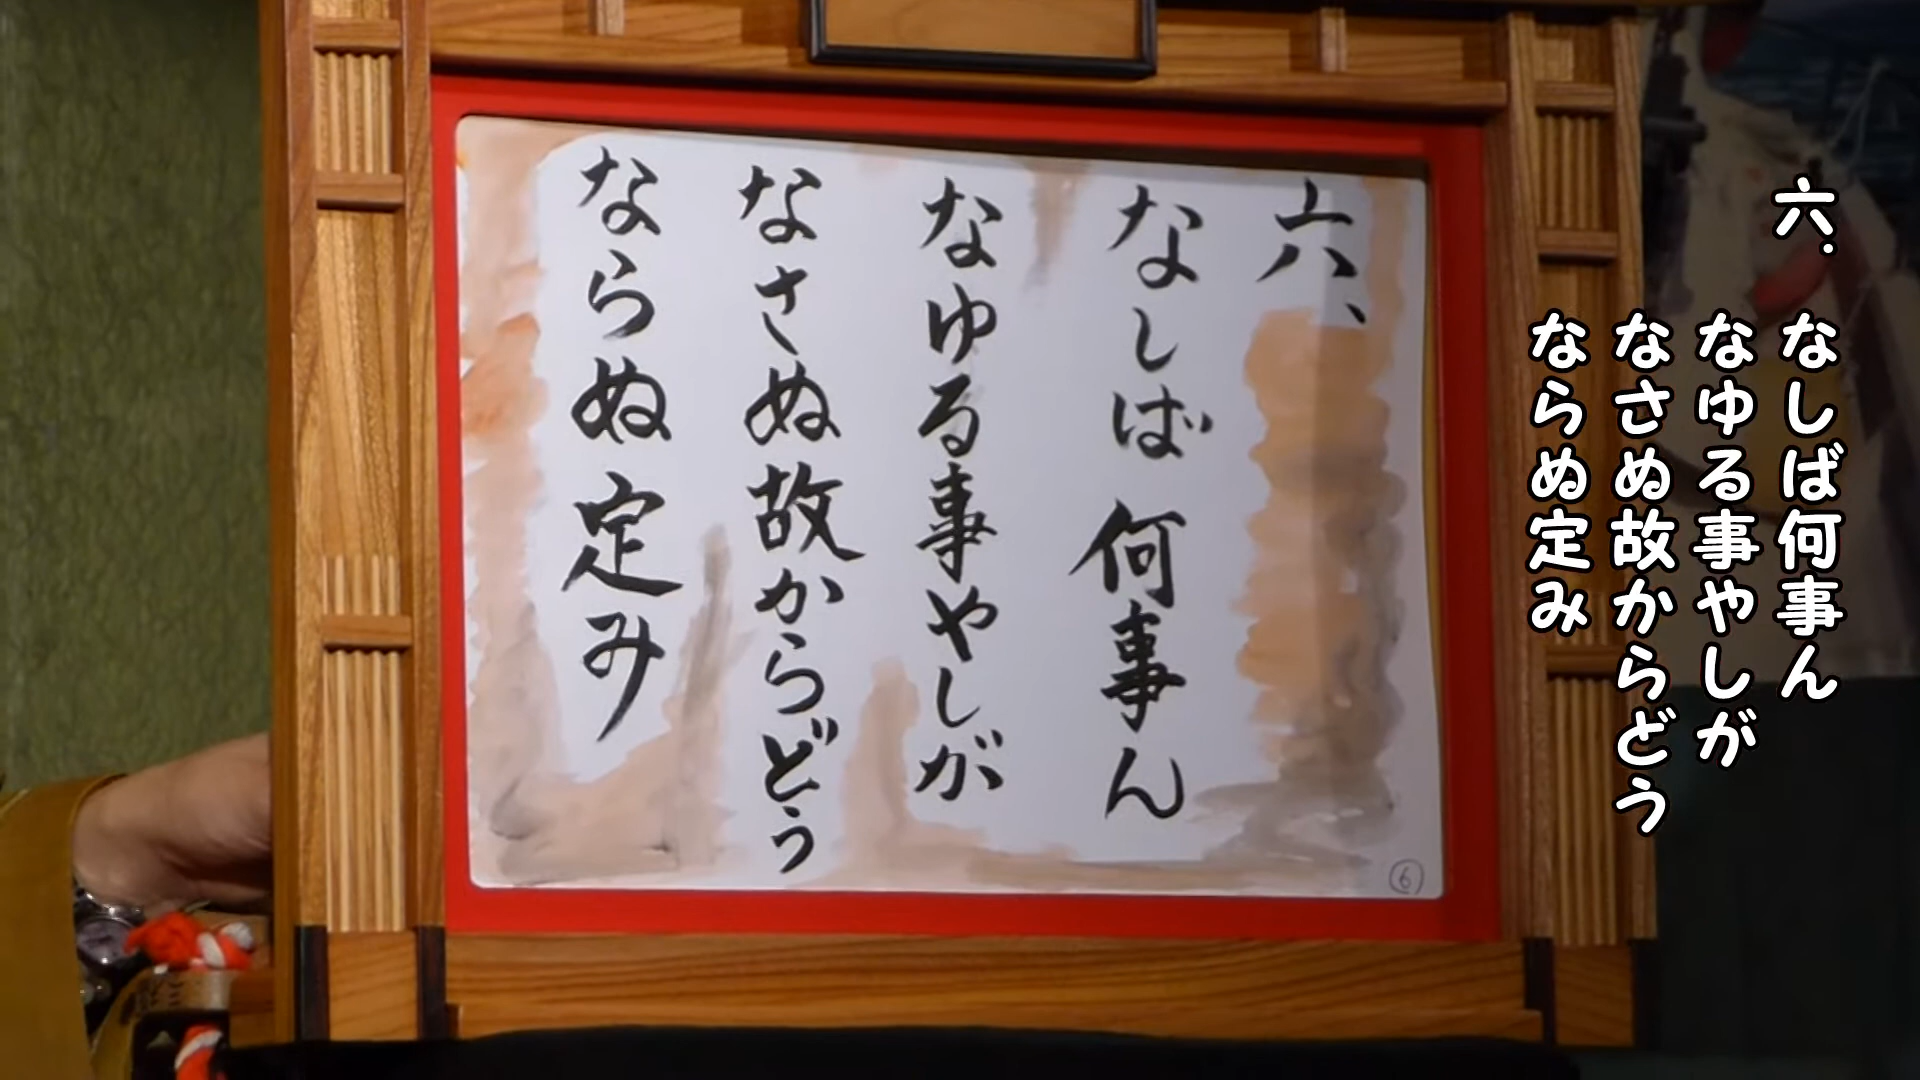 六、
なしば何事ん
なゆる事やしが
なさぬ故からどう
ならぬ定み
6
六.
なしば何事ん
なゆる事やしが
なさぬ故からどう
ならぬ定み